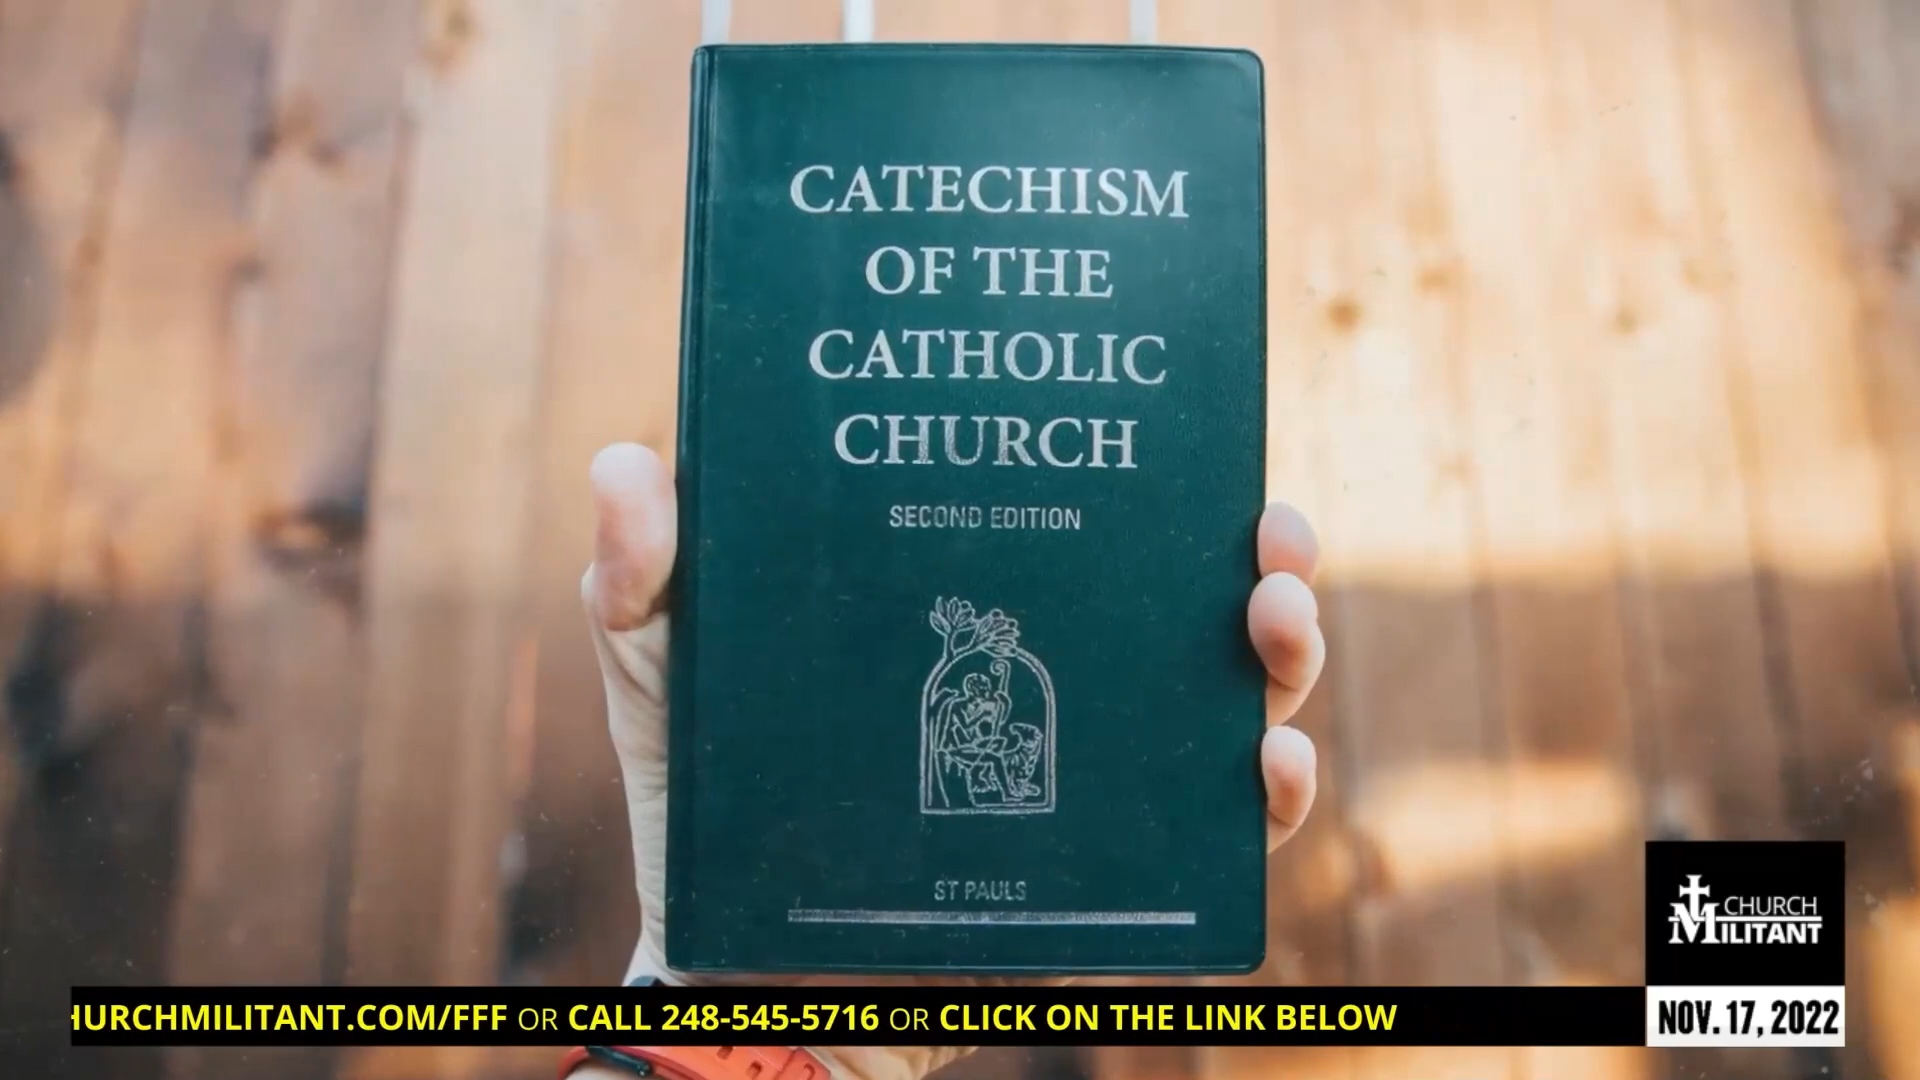 CATECHISM
OF THE
CATHOLIC
CHURCH
SECOND EDITION
ST PAULS
CHURCH
MILITANT
HURCHMILITANT.COM/FFF OR CALL 248-545-5716 OR CLICK ON THE LINK BELOW
NOV. 17, 2022